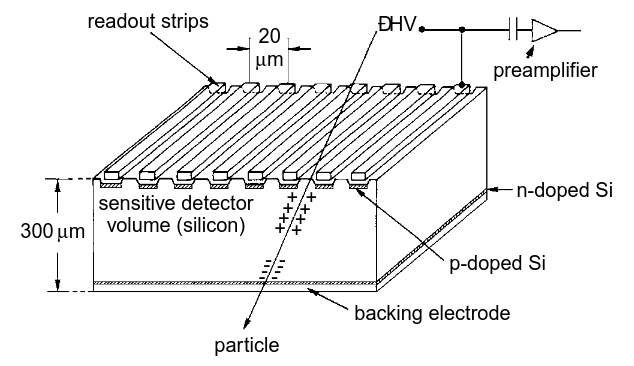 readout strips
20
µm
ÐHV
preamplifier
sensitive detector
volume (silicon)
300 µm
n-doped Si
p-doped Si
backing electrode
particle